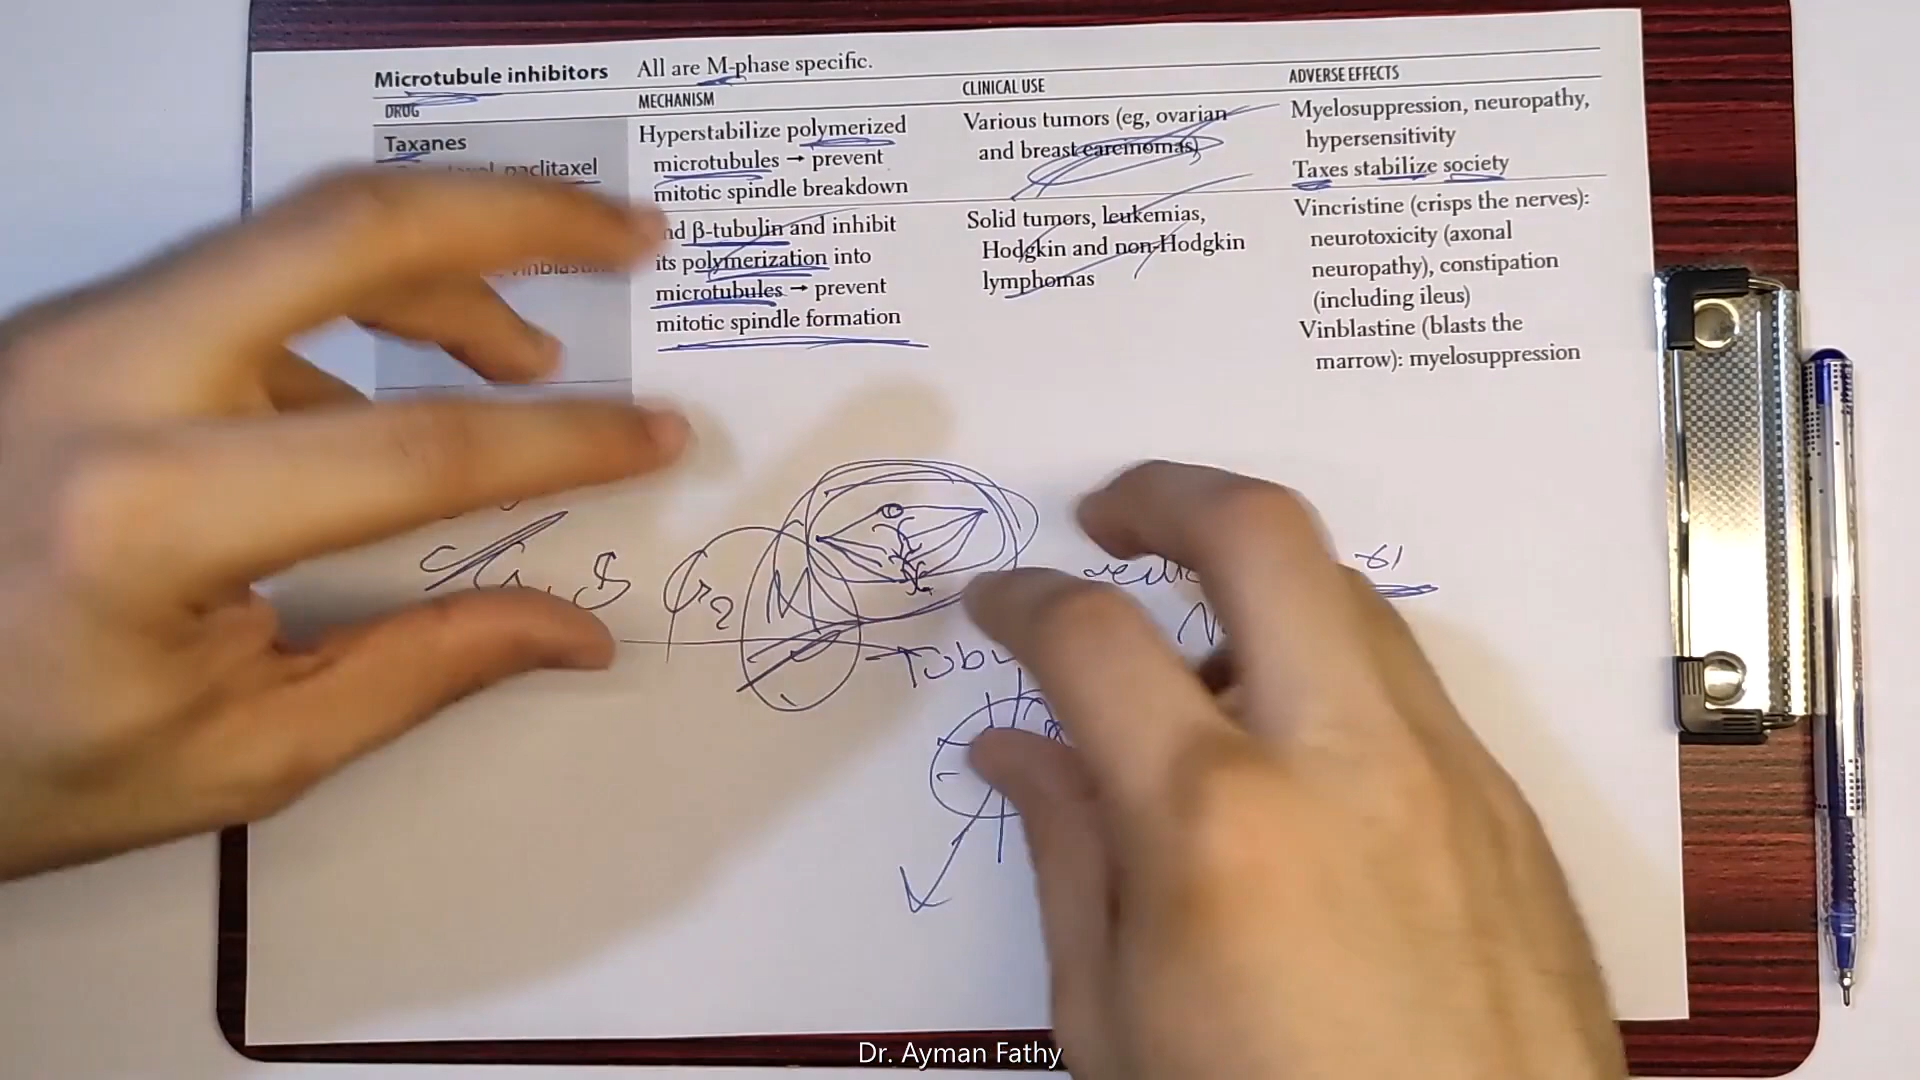 Microtubule inhibitors All are M-phase specific.
DRUG MECHANISM CLINICAL USE ADVERSE EFFECTS
Taxanes
paclitaxel
Hyperstabilize polymerized
microtubules → prevent
mitotic spindle breakdown
Various tumors (eg, ovarian
and breast carcinomas)
Myelosuppression, neuropathy,
hypersensitivity
Taxes stabilize society
β-tubulin and inhibit
its polymerization into
microtubules → prevent
mitotic spindle formation
Solid tumors, leukemias,
Hodgkin and non-Hodgkin
lymphomas
Vincristine (crisps the nerves):
neurotoxicity (axonal
neuropathy), constipation
(including ileus)
Vinblastine (blasts the
marrow): myelosuppression
S G2 M
Dr. Ayman Fathy